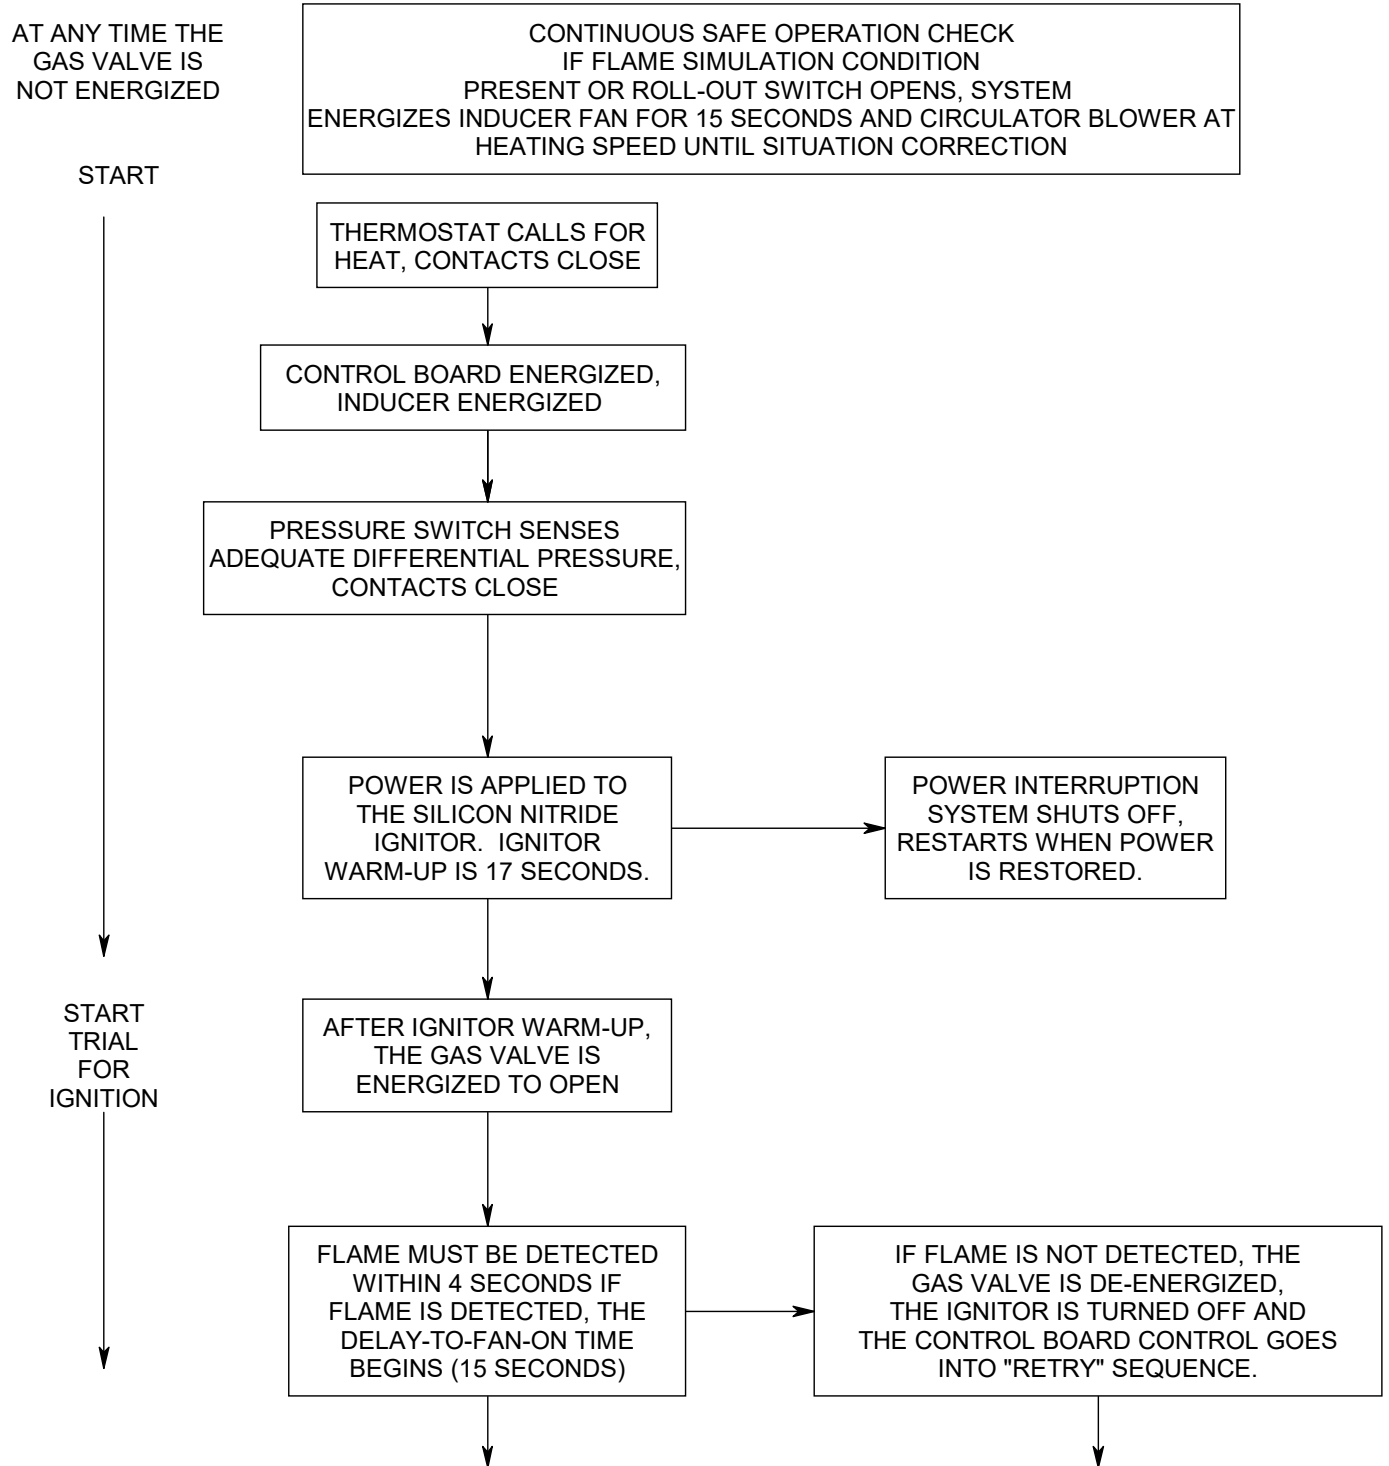 AT ANY TIME THE
GAS VALVE IS
NOT ENERGIZED
CONTINUOUS SAFE OPERATION CHECK
IF FLAME SIMULATION CONDITION
PRESENT OR ROLL-OUT SWITCH OPENS, SYSTEM
ENERGIZES INDUCER FAN FOR 15 SECONDS AND CIRCULATOR BLOWER AT
HEATING SPEED UNTIL SITUATION CORRECTION
START
THERMOSTAT CALLS FOR
HEAT, CONTACTS CLOSE
CONTROL BOARD ENERGIZED,
INDUCER ENERGIZED
PRESSURE SWITCH SENSES
ADEQUATE DIFFERENTIAL PRESSURE,
CONTACTS CLOSE
POWER IS APPLIED TO
THE SILICON NITRIDE
IGNITOR. IGNITOR
WARM-UP IS 17 SECONDS.
POWER INTERRUPTION
SYSTEM SHUTS OFF,
RESTARTS WHEN POWER
IS RESTORED.
START
TRIAL
FOR
IGNITION
AFTER IGNITOR WARM-UP,
THE GAS VALVE IS
ENERGIZED TO OPEN
FLAME MUST BE DETECTED
WITHIN 4 SECONDS IF
FLAME IS DETECTED, THE
DELAY-TO-FAN-ON TIME
BEGINS (15 SECONDS)
IF FLAME IS NOT DETECTED, THE
GAS VALVE IS DE-ENERGIZED,
THE IGNITOR IS TURNED OFF AND
THE CONTROL BOARD CONTROL GOES
INTO "RETRY" SEQUENCE.